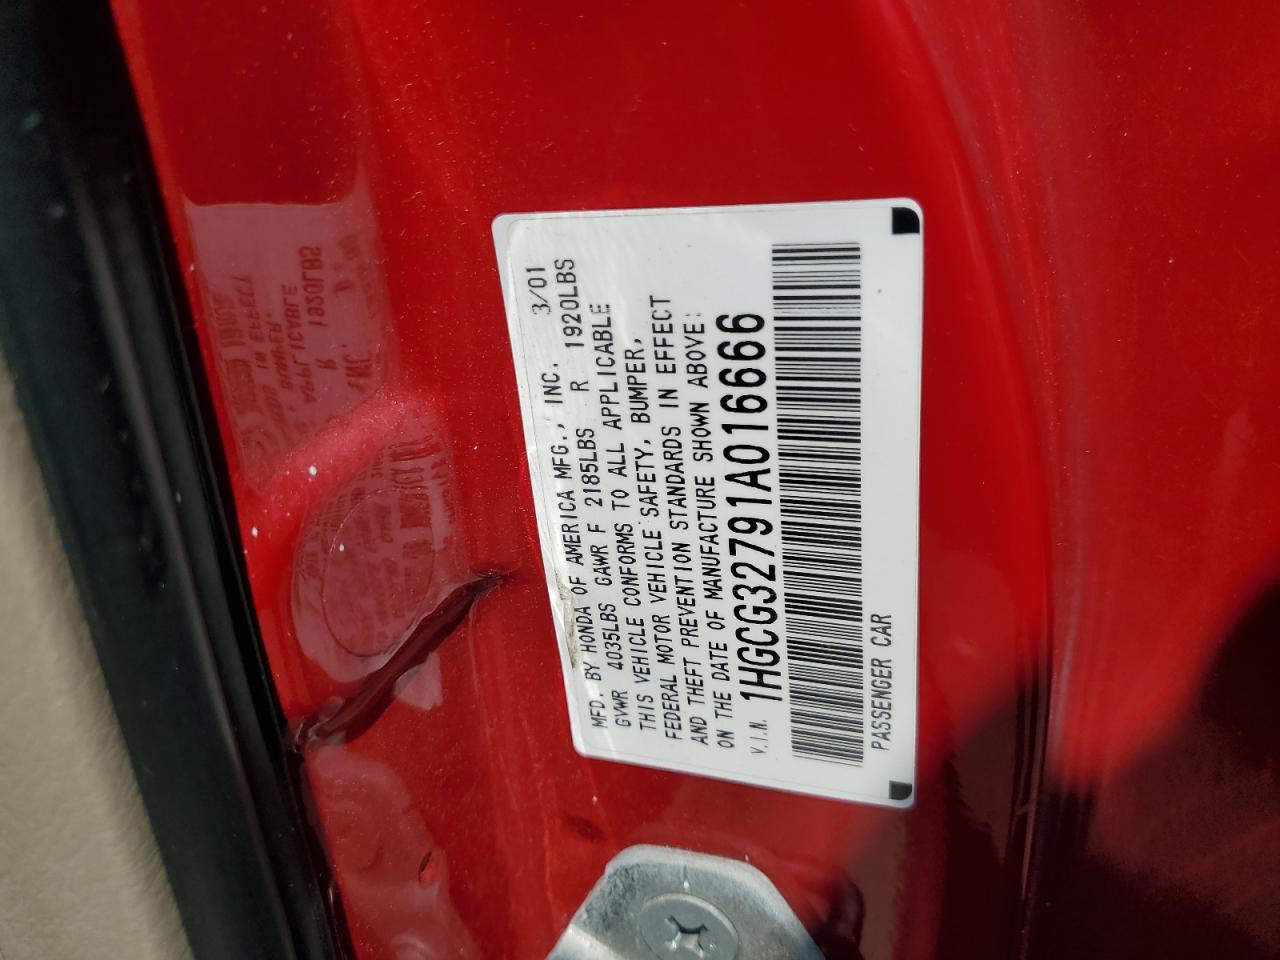 MFD. BY HONDA OF AMERICA MFG., INC. 3/01
GVWR 4035LBS GAWR F 2185LBS R 1920LBS
THIS VEHICLE CONFORMS TO ALL APPLICABLE
FEDERAL MOTOR VEHICLE SAFETY, BUMPER,
AND THEFT PREVENTION STANDARDS IN EFFECT
ON THE DATE OF MANUFACTURE SHOWN ABOVE:
V.I.N. 1HGCG32791A016666
PASSENGER CAR